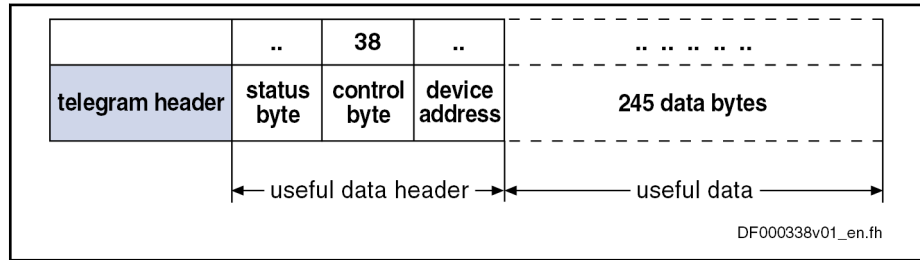 .. 38 .. .. .. .. .. ..
telegram header status byte control byte device address 245 data bytes
useful data header useful data
DF000338v01_en.fh